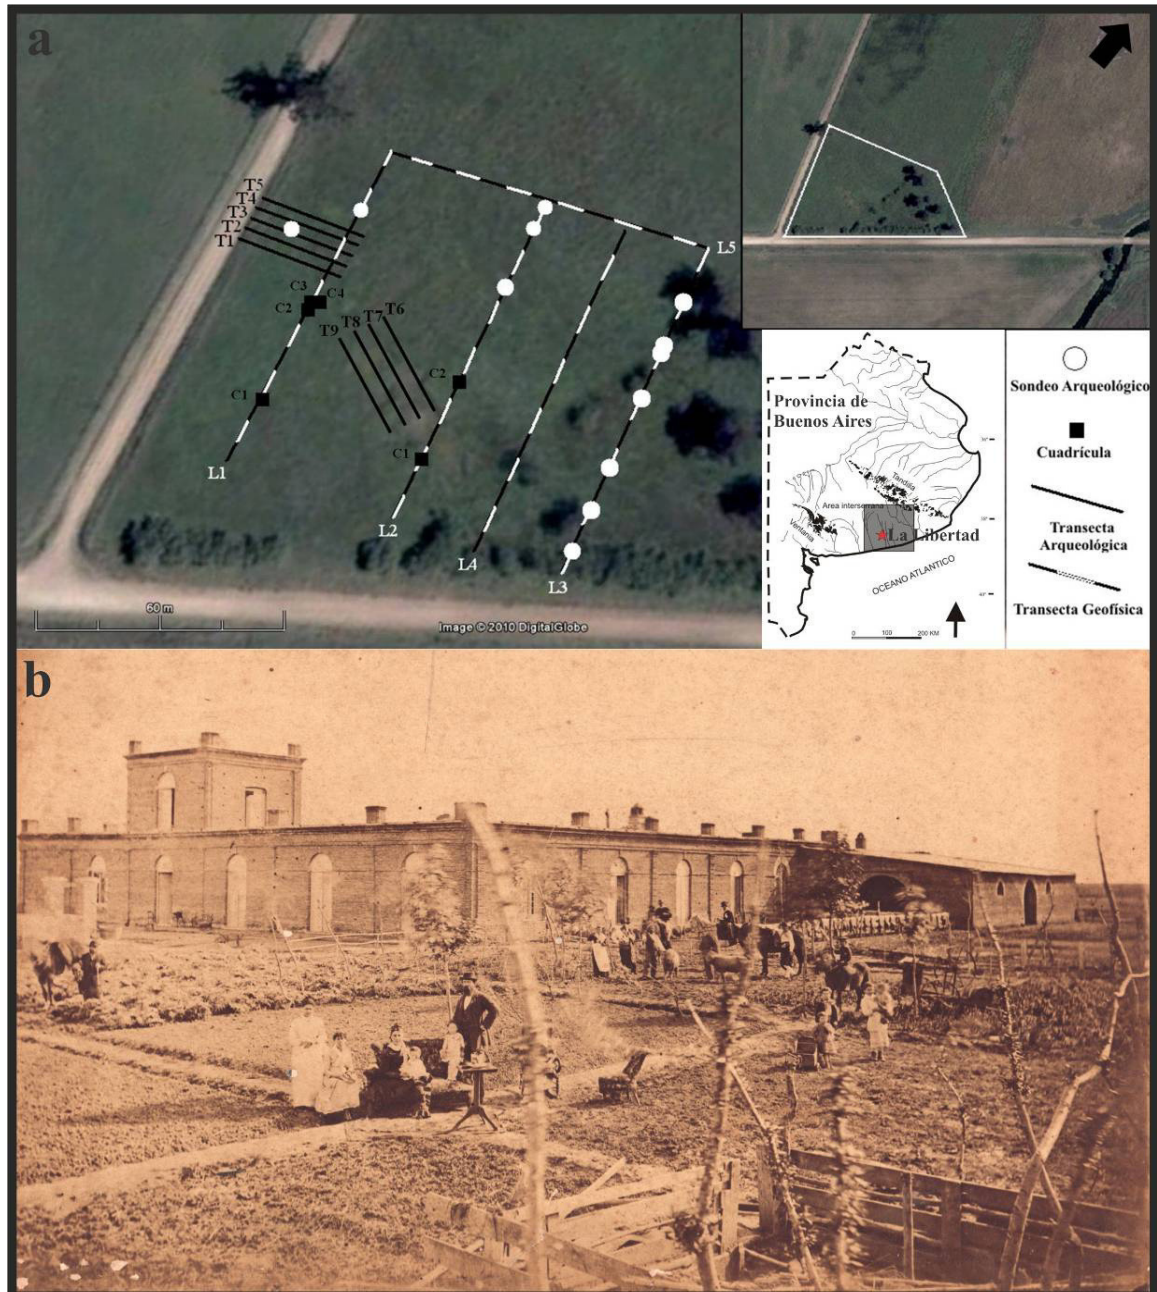 a
T5
T4
T3
T2
T1
C3
C4
C2
T6
T7
T8
T9
C2
C1
C1
L1
L2
L4
L3
L5
60 m
Image © 2010 DigitalGlobe
Provincia de
Buenos Aires
Tandilia
Area interserrana
Ventania
La Libertad
OCEANO ATLANTICO
0 100 200 KM
Sondeo Arqueológico
Cuadrícula
Transecta
Arqueológica
Transecta Geofísica
b